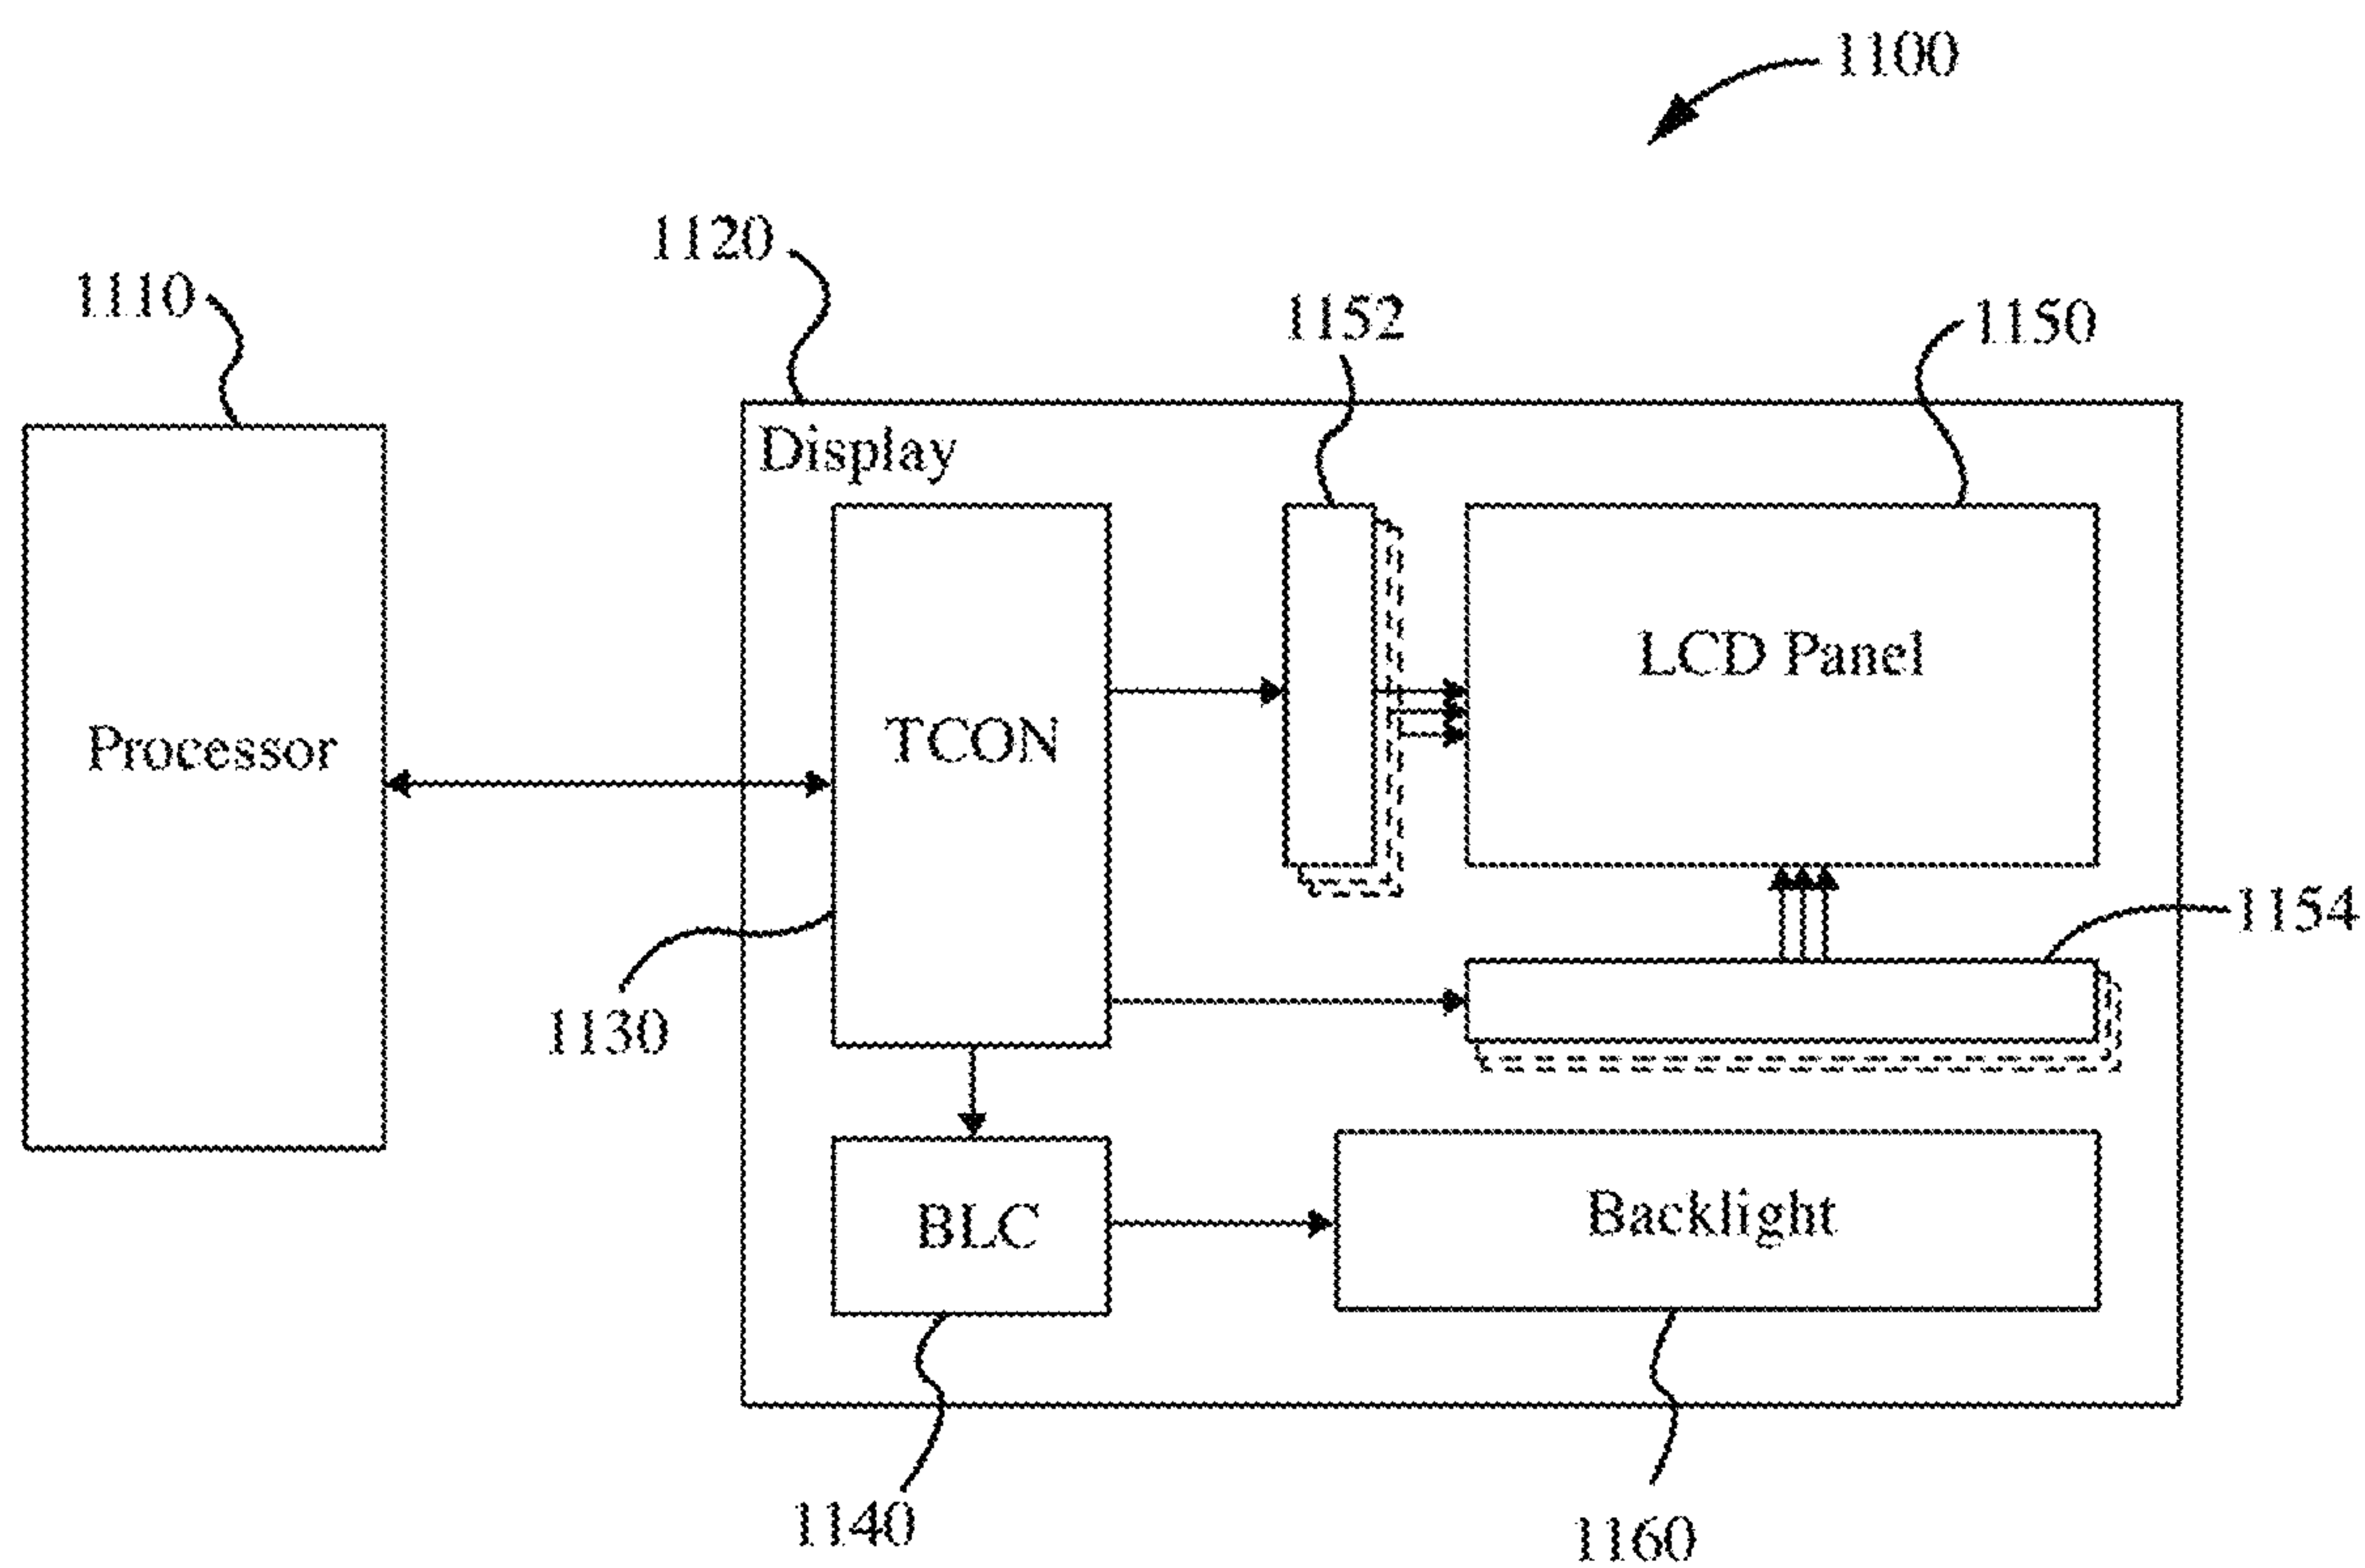 1100
1120
1110
1152
1150
Display
LCD Panel
Processor
TCON
1154
1130
BLC
Backlight
1140
1160